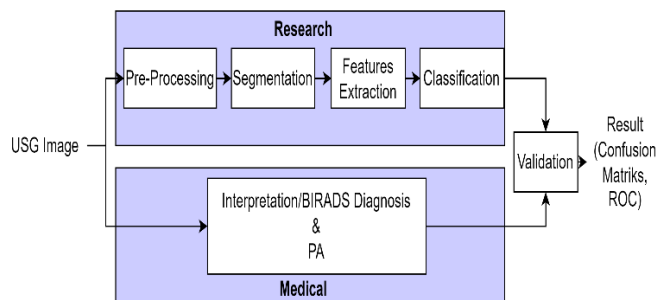 Research
Pre-Processing
Segmentation
Features
Extraction
Classification
USG Image
Validation
Result
(Confusion
Matriks,
ROC)
Interpretation/BIRADS Diagnosis
&
PA
Medical